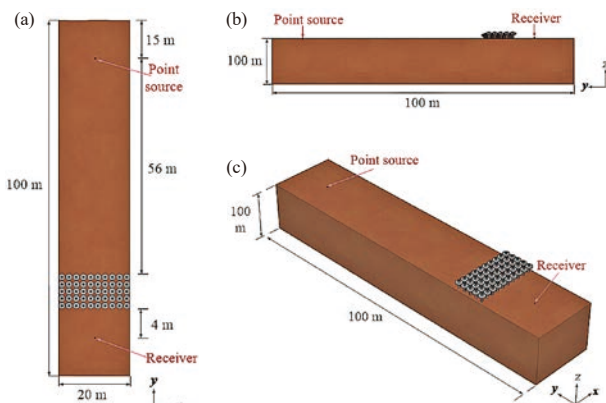 (a)
15 m
Point
source
100 m
56 m
4 m
Receiver
20 m
y
(b)
Point source
Receiver
100 m
100 m
y
z
(c)
Point source
100
m
Receiver
100 m
z
y
x